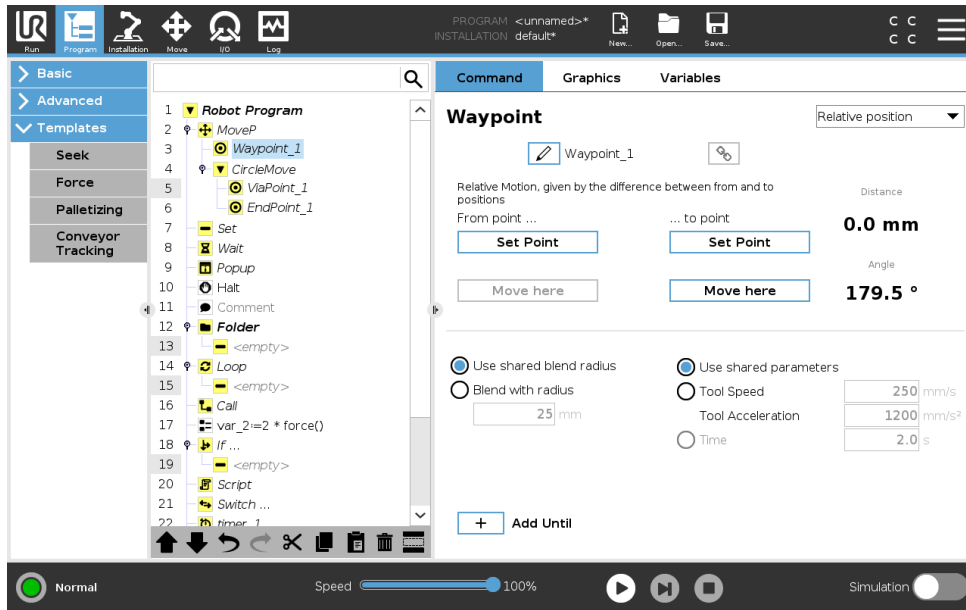 PROGRAM <unnamed>*
INSTALLATION default*
Run
Program
Installation
Move
I/O
Log
New...
Open...
Save...
C C
C C
Basic
Advanced
Templates
Seek
Force
Palletizing
Conveyor
Tracking
1 Robot Program
2 MoveP
3 Waypoint_1
4 CircleMove
5 ViaPoint_1
6 EndPoint_1
7 Set
8 Wait
9 Popup
10 Halt
11 Comment
12 Folder
13 <empty>
14 Loop
15 <empty>
16 Call
17 var_2:=2 * force()
18 If ...
19 <empty>
20 Script
21 Switch ...
22 timer_1
Command Graphics Variables
Waypoint
Relative position
Waypoint_1
Relative Motion, given by the difference between from and to
positions
From point ... ... to point
Set Point Set Point
Move here Move here
Distance
0.0 mm
Angle
179.5 °
Use shared blend radius
Blend with radius
25 mm
Use shared parameters
Tool Speed 250 mm/s
Tool Acceleration 1200 mm/s²
Time 2.0 s
+ Add Until
Normal
Speed 100%
Simulation